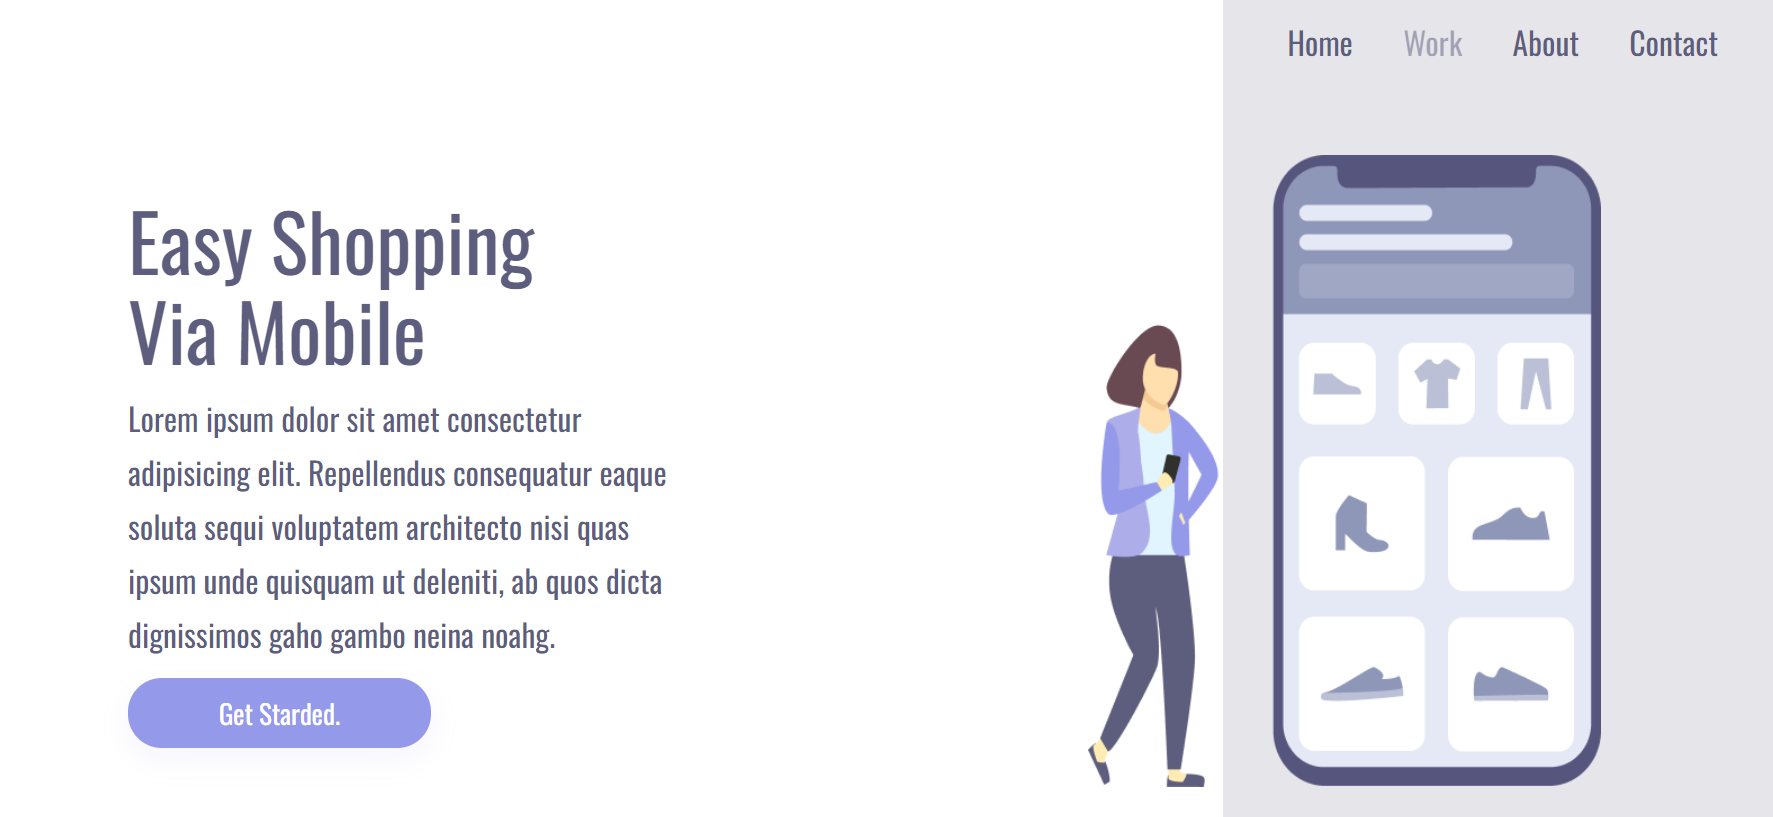 Home Work About Contact
Easy Shopping
Via Mobile
Lorem ipsum dolor sit amet consectetur
adipisicing elit. Repellendus consequatur eaque
soluta sequi voluptatem architecto nisi quas
ipsum unde quisquam ut deleniti, ab quos dicta
dignissimos gaho gambo neina noahg.
Get Starded.